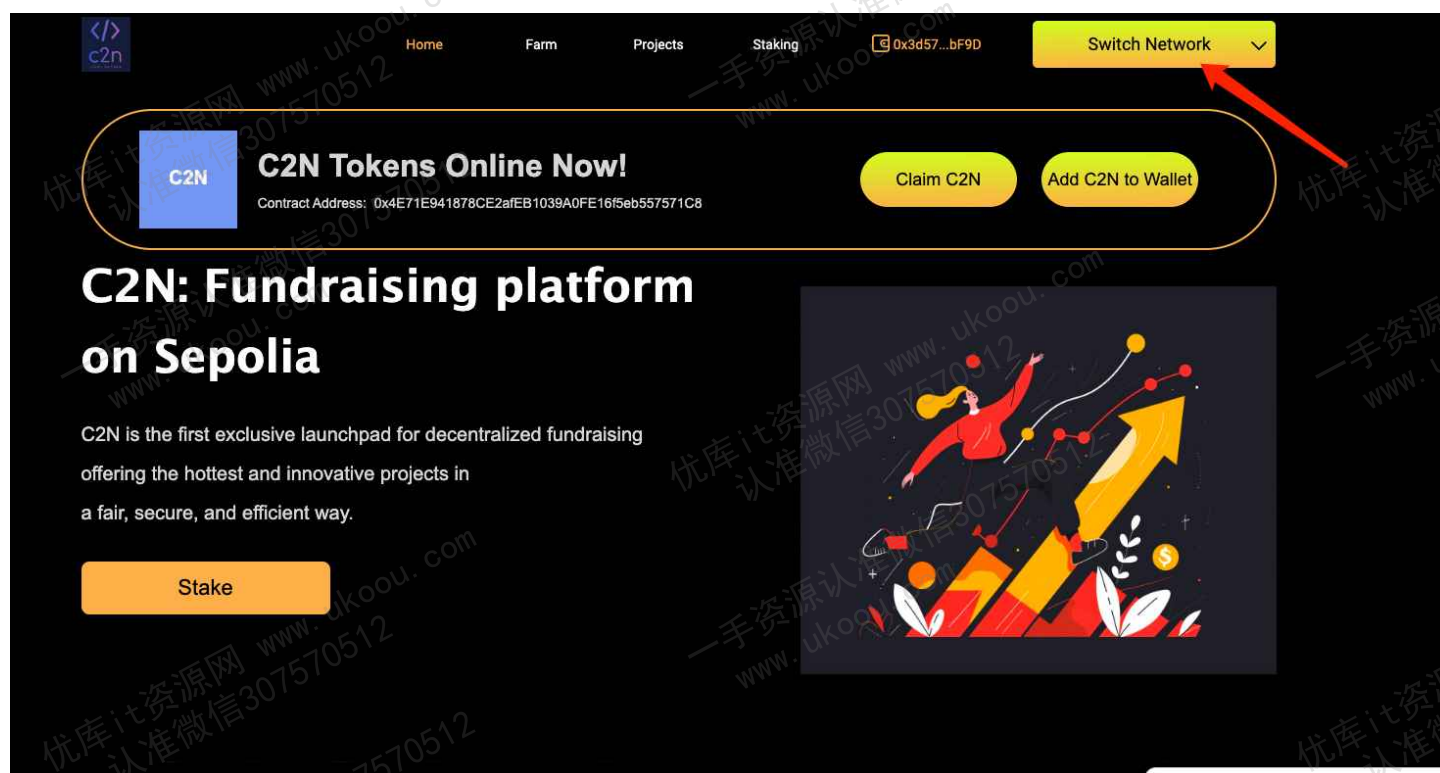 </>
c2n
Home
Farm
Projects
Staking
0x3d57...bF9D
Switch Network
C2N
C2N Tokens Online Now!
Contract Address: 0x4E71E941878CE2afEB1039A0FE16f5eb557571C8
Claim C2N
Add C2N to Wallet
C2N: Fundraising platform
on Sepolia
C2N is the first exclusive launchpad for decentralized fundraising
offering the hottest and innovative projects in
a fair, secure, and efficient way.
Stake
优库it资源网 www.ukoou.com
一手资源认准微信307570512